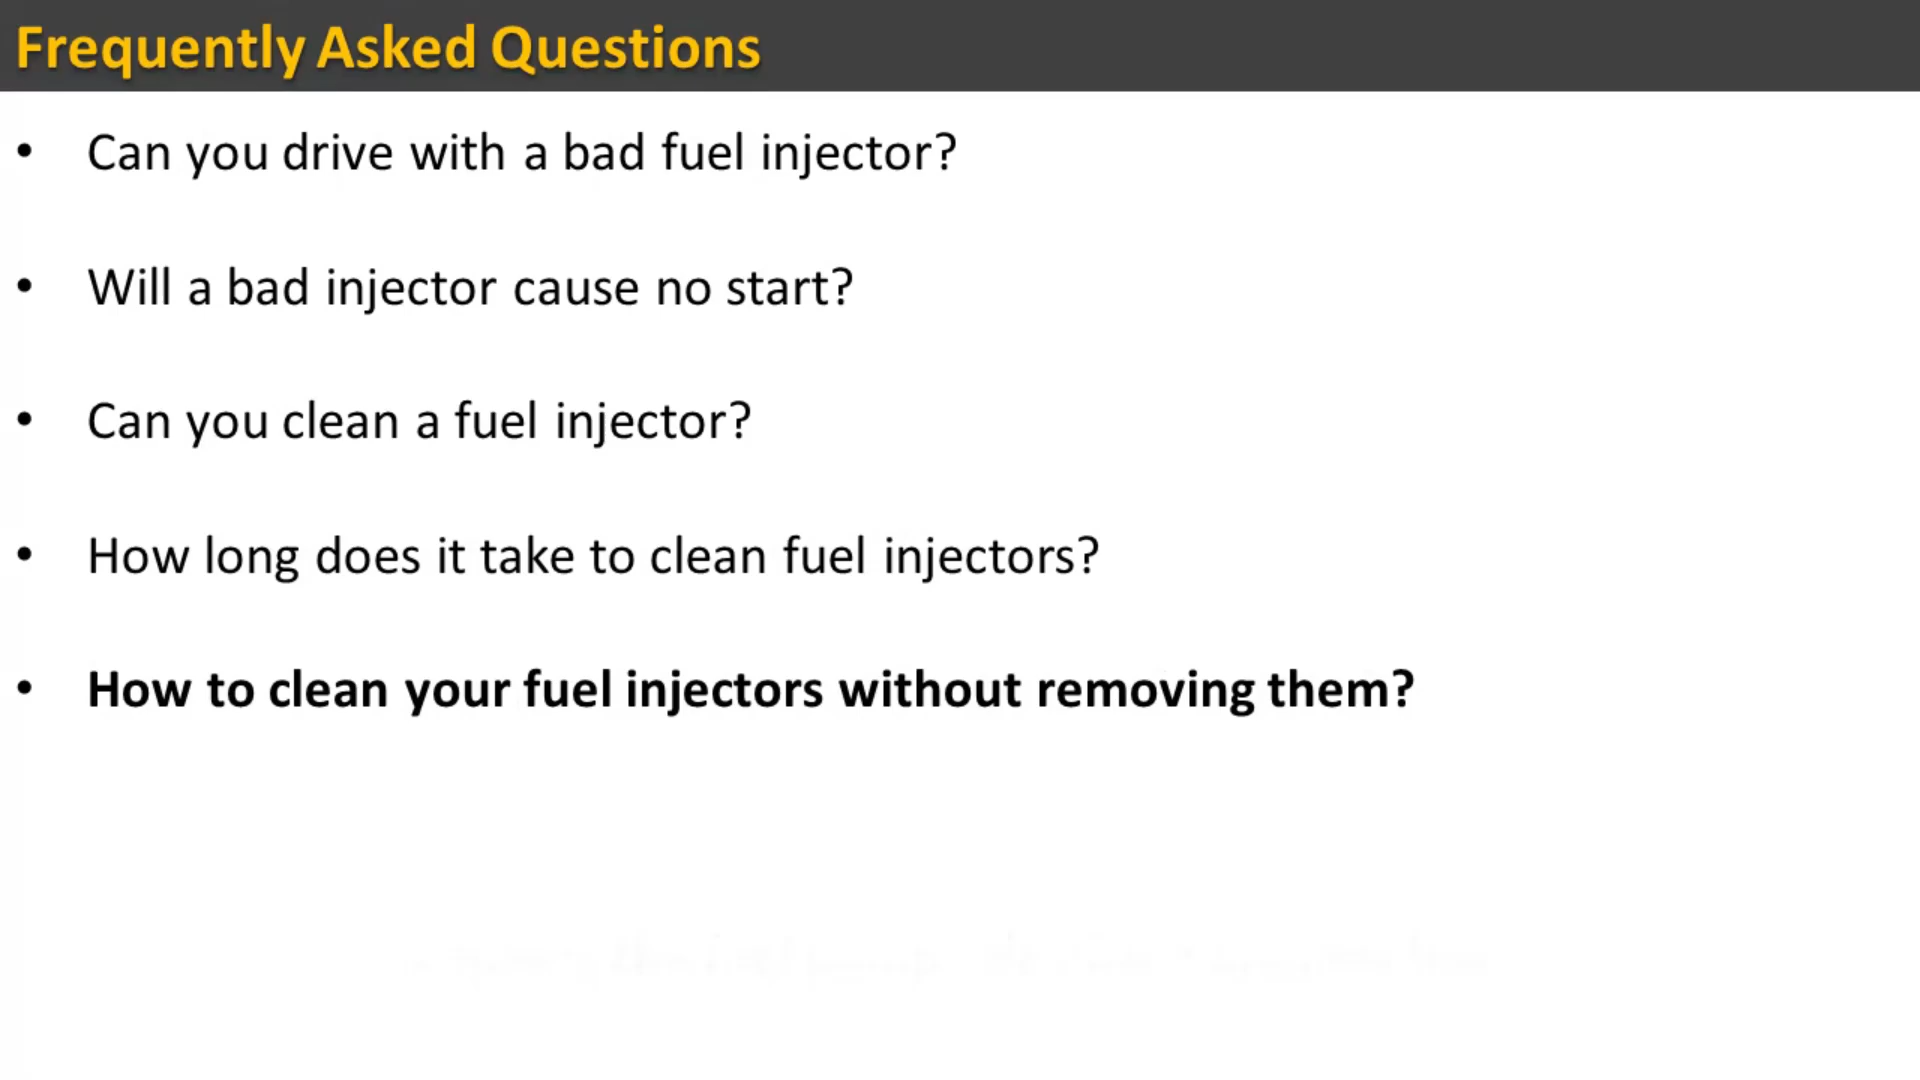 Frequently Asked Questions
• Can you drive with a bad fuel injector?
• Will a bad injector cause no start?
• Can you clean a fuel injector?
• How long does it take to clean fuel injectors?
• How to clean your fuel injectors without removing them?